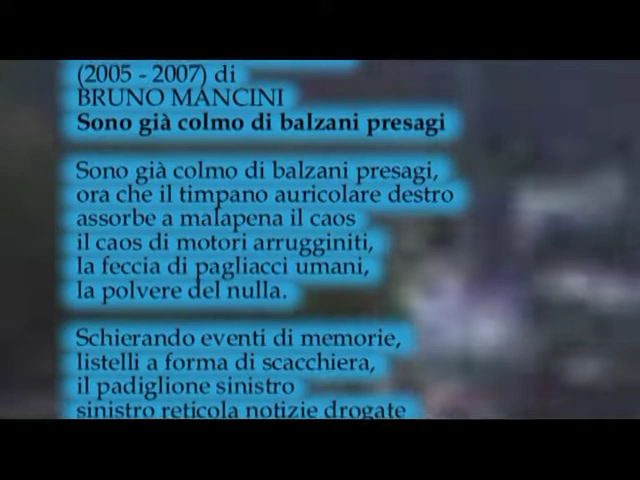 (2005 - 2007) di
BRUNO MANCINI
Sono già colmo di balzani presagi
Sono già colmo di balzani presagi,
ora che il timpano auricolare destro
assorbe a malapena il caos
il caos di motori arrugginiti,
la feccia di pagliacci umani,
la polvere del nulla.
Schierando eventi di memorie,
listelli a forma di scacchiera,
il padiglione sinistro
sinistro reticola notizie drogate